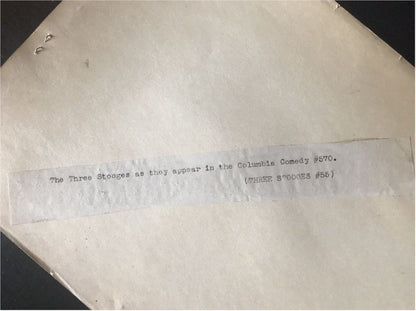 The Three Stooges as they appear in the Columbia Comedy #570.
(THREE STOOGES #55)